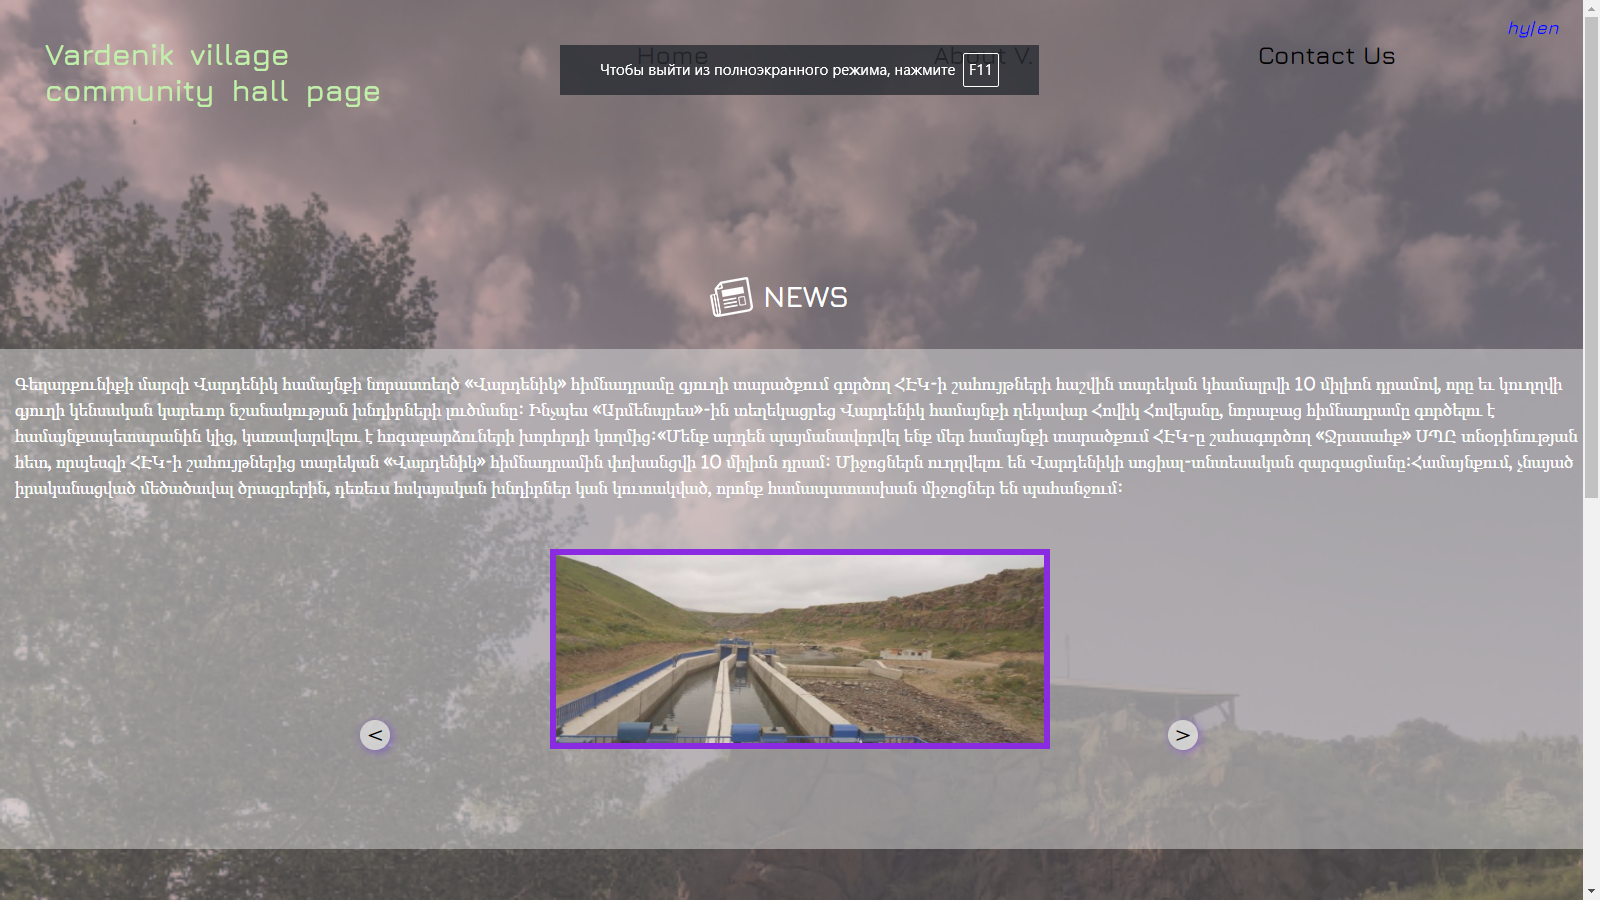 hy/en
Vardenik village
community hall page
Home
About V.
Contact Us
Чтобы выйти из полноэкранного режима, нажмите F11
NEWS
Գեղարքունիքի մարզի Վարդենիկ համայնքի նորաստեղծ «Վարդենիկ» հիմնադրամը գյուղի տարածքում գործող ՀԷԿ-ի շահույթների հաշվին տարեկան կհամալրվի 10 միլիոն դրամով, որը եւ կուղղվի
գյուղի կենսական կարեւոր նշանակության խնդիրների լուծմանը: Ինչպես «Արմենպրես»-ին տեղեկացրեց Վարդենիկ համայնքի ղեկավար Հովիկ Հովեյանը, նորաբաց հիմնադրամը գործելու է
համայնքապետարանին կից, կառավարվելու է հոգաբարձուների խորհրդի կողմից:«Մենք արդեն պայմանավորվել ենք մեր համայնքի տարածքում ՀԷԿ-ը շահագործող «Ջրասահք» ՍՊԸ տնօրինության
հետ, որպեսզի ՀԷԿ-ի շահույթներից տարեկան «Վարդենիկ» հիմնադրամին փոխանցվի 10 միլիոն դրամ: Միջոցներն ուղղվելու են Վարդենիկի սոցիալ-տնտեսական զարգացմանը:Համայնքում, չնայած
իրականացված մեծածավալ ծրագրերին, դեռեւս հսկայական խնդիրներ կան կուտակված, որոնք համապատասխան միջոցներ են պահանջում:
< >